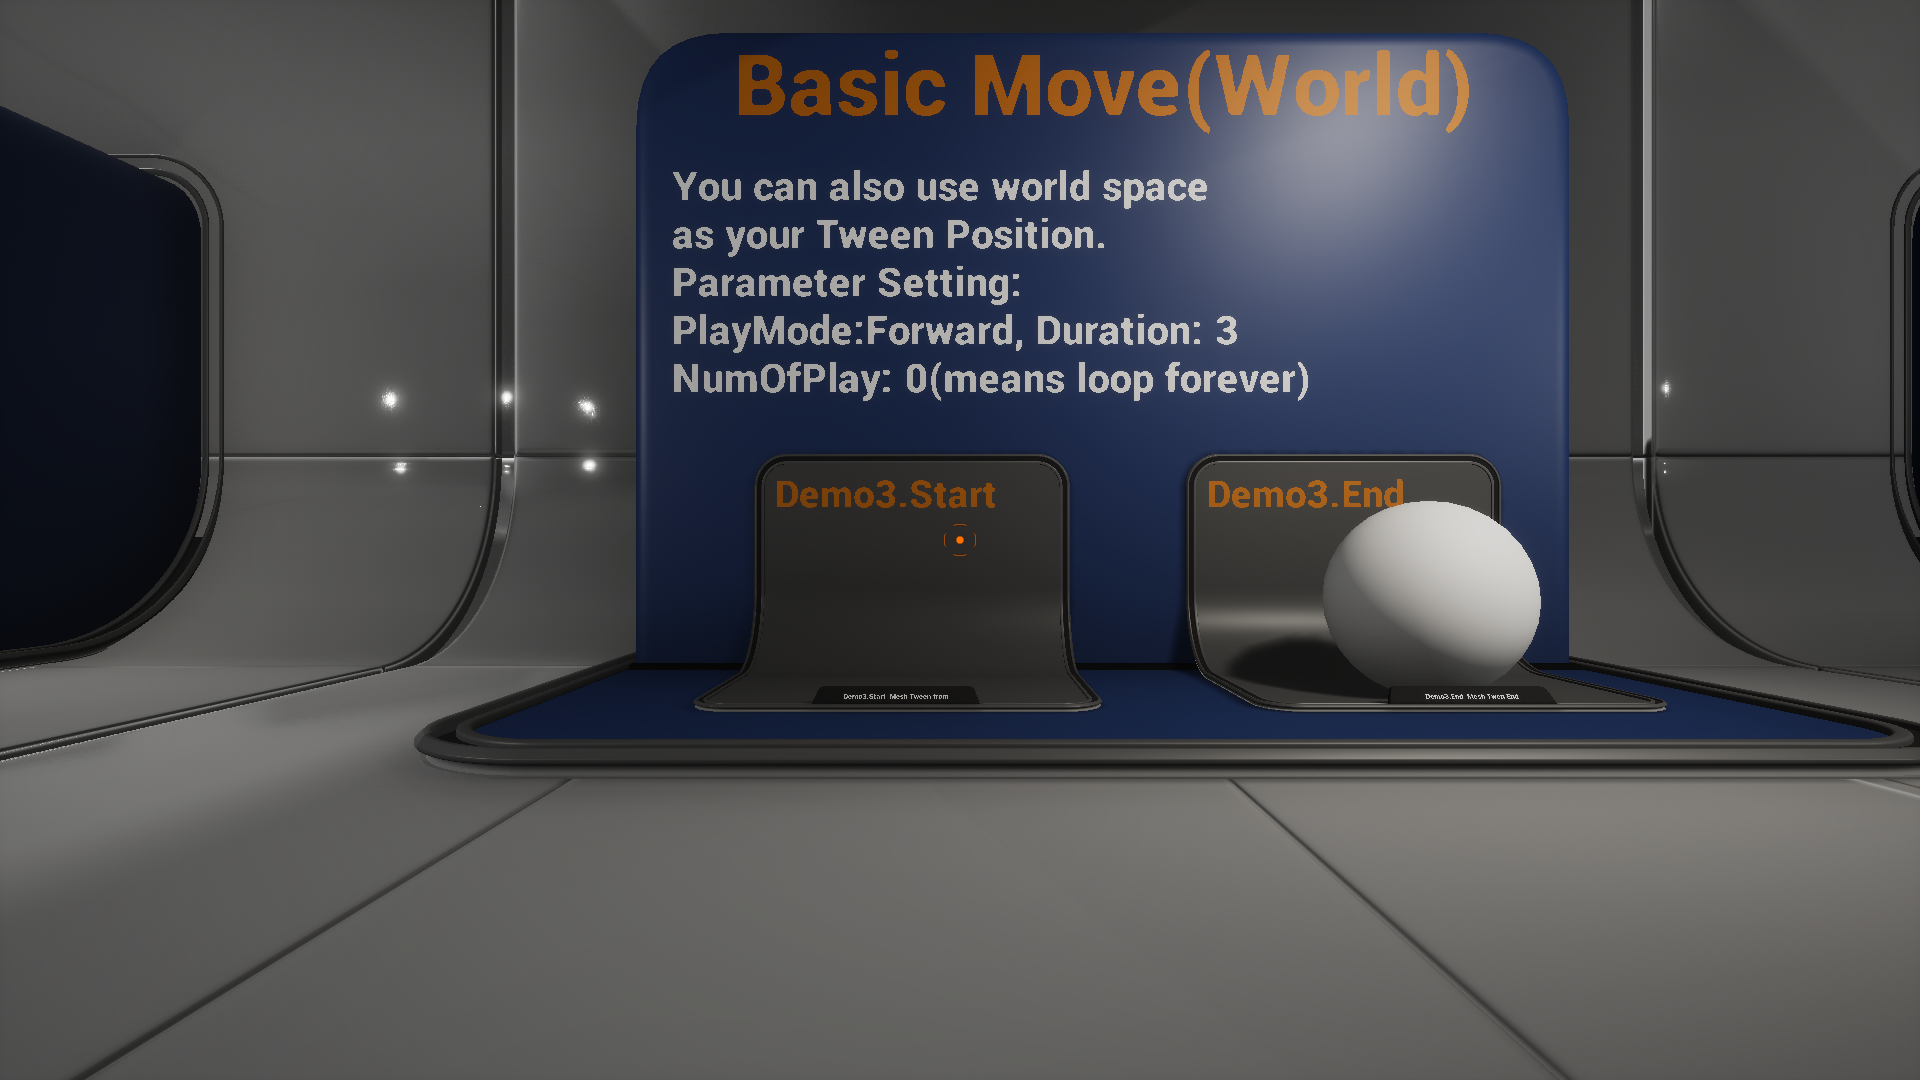 Basic Move(World)
You can also use world space
as your Tween Position.
Parameter Setting:
PlayMode:Forward, Duration: 3
NumOfPlay: 0(means loop forever)
Demo3.Start
Demo3.End
Demo3.Start Mesh Tween from
Demo3.End Mesh Twen End